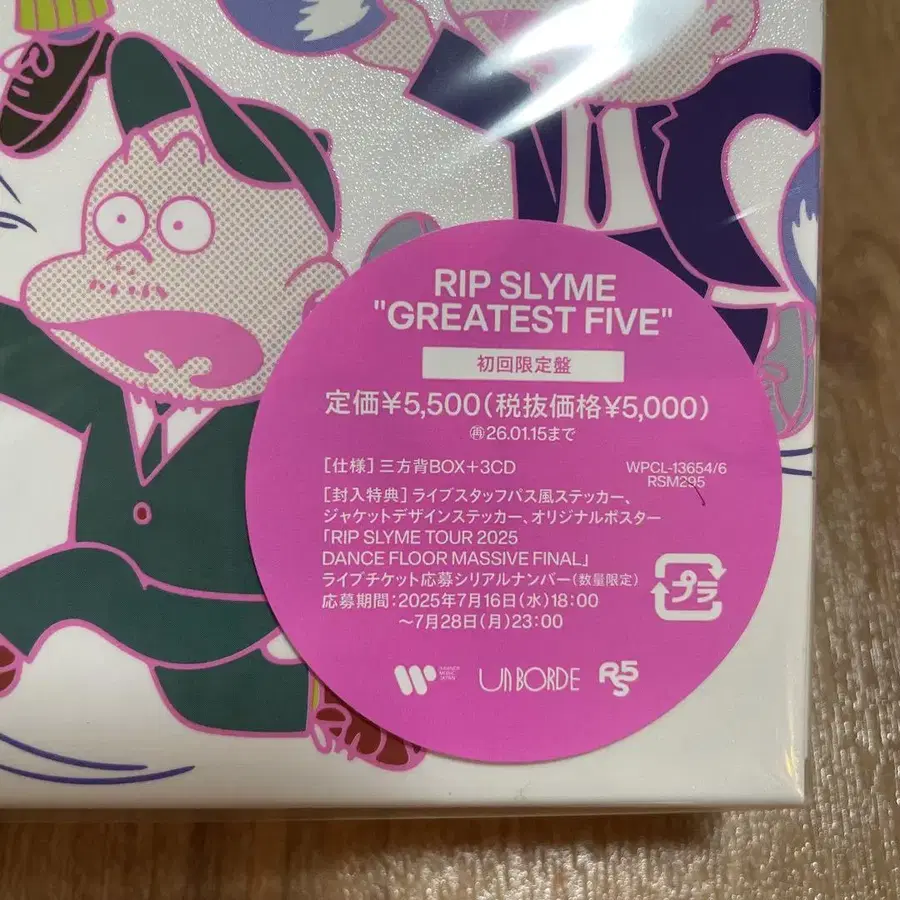 RIP SLYME
"GREATEST FIVE"
初回限定盤
定価¥5,500(税抜価格¥5,000)
㊢26.01.15まで
[仕様]三方背BOX+3CD
WPCL-13654/6
RSM295
[封入特典]ライブスタッフパス風ステッカー、
ジャケットデザインステッカー、オリジナルポスター
「RIP SLYME TOUR 2025
DANCE FLOOR MASSIVE FINAL」
ライブチケット応募シリアルナンバー(数量限定)
応募期間:2025年7月16日(水)18:00
~7月28日(月)23:00
プラ
WARNER MUSIC JAPAN
UNBORDE
RS5